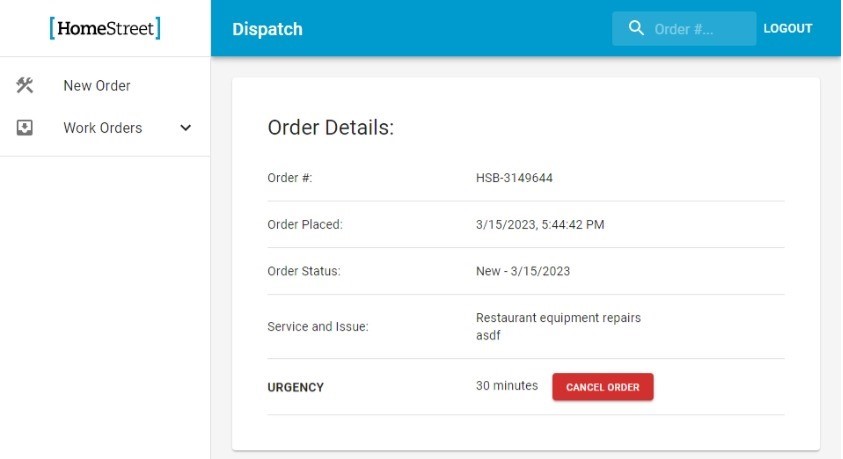 [HomeStreet]
Dispatch
Order #...
LOGOUT
New Order
Work Orders
Order Details:
Order #: HSB-3149644
Order Placed: 3/15/2023, 5:44:42 PM
Order Status: New - 3/15/2023
Service and Issue: Restaurant equipment repairs
asdf
URGENCY 30 minutes CANCEL ORDER